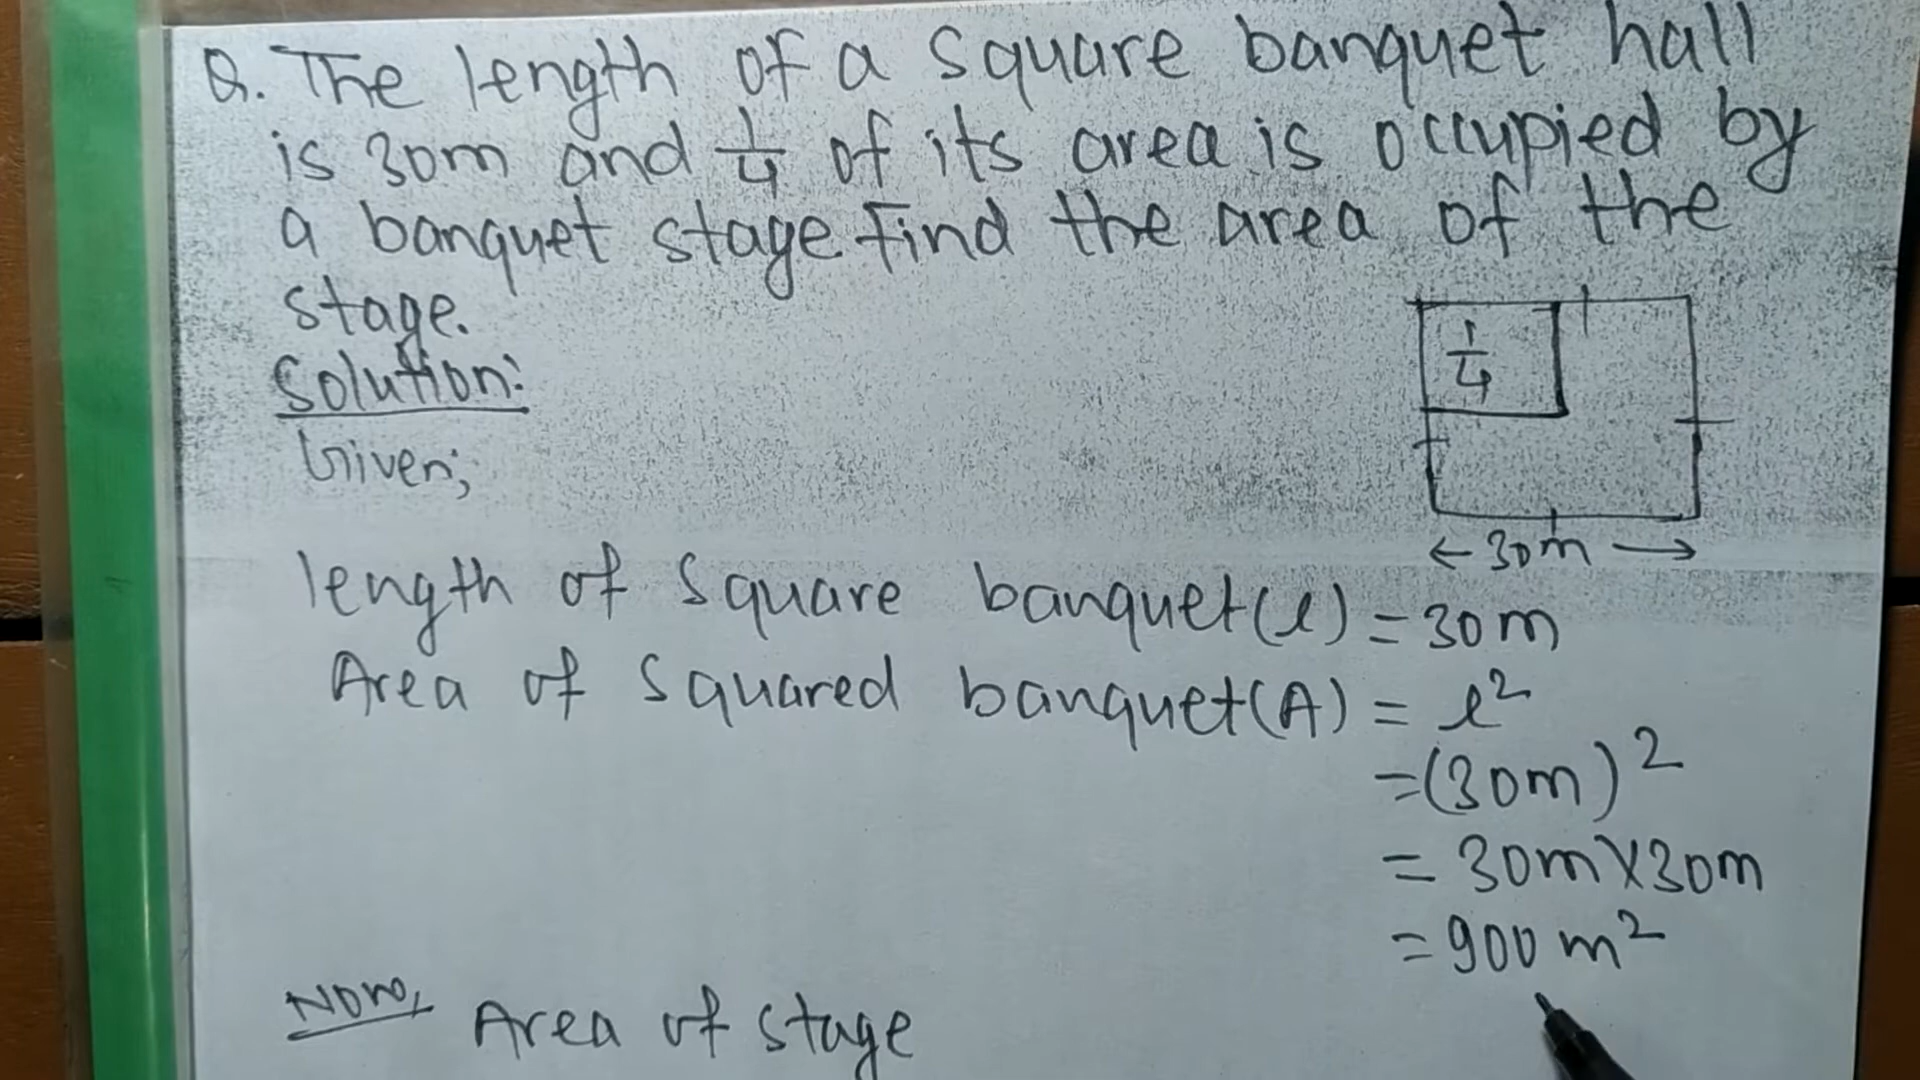 Q. The length of a square banquet hall
is 30m and 1/4 of its area is occupied by
a banquet stage. Find the area of the
stage.
Solution:
1/4
Given;
← 30m →
length of square banquet(l) = 30m
Area of squared banquet(A) = l²
= (30m)²
= 30m×30m
= 900 m²
Now, Area of stage